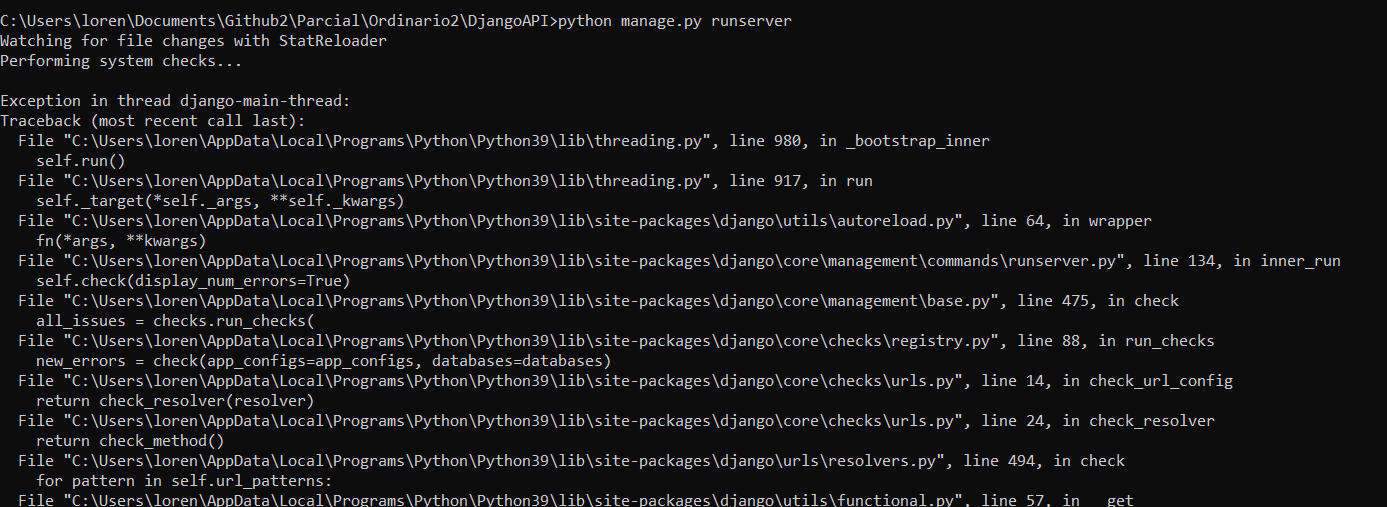 C:\Users\loren\Documents\Github2\Parcial\Ordinario2\DjangoAPI>python manage.py runserver
Watching for file changes with StatReloader
Performing system checks...
Exception in thread django-main-thread:
Traceback (most recent call last):
  File "C:\Users\loren\AppData\Local\Programs\Python\Python39\lib\threading.py", line 980, in _bootstrap_inner
    self.run()
  File "C:\Users\loren\AppData\Local\Programs\Python\Python39\lib\threading.py", line 917, in run
    self._target(*self._args, **self._kwargs)
  File "C:\Users\loren\AppData\Local\Programs\Python\Python39\lib\site-packages\django\utils\autoreload.py", line 64, in wrapper
    fn(*args, **kwargs)
  File "C:\Users\loren\AppData\Local\Programs\Python\Python39\lib\site-packages\django\core\management\commands\runserver.py", line 134, in inner_run
    self.check(display_num_errors=True)
  File "C:\Users\loren\AppData\Local\Programs\Python\Python39\lib\site-packages\django\core\management\base.py", line 475, in check
    all_issues = checks.run_checks(
  File "C:\Users\loren\AppData\Local\Programs\Python\Python39\lib\site-packages\django\core\checks\registry.py", line 88, in run_checks
    new_errors = check(app_configs=app_configs, databases=databases)
  File "C:\Users\loren\AppData\Local\Programs\Python\Python39\lib\site-packages\django\core\checks\urls.py", line 14, in check_url_config
    return check_resolver(resolver)
  File "C:\Users\loren\AppData\Local\Programs\Python\Python39\lib\site-packages\django\core\checks\urls.py", line 24, in check_resolver
    return check_method()
  File "C:\Users\loren\AppData\Local\Programs\Python\Python39\lib\site-packages\django\urls\resolvers.py", line 494, in check
    for pattern in self.url_patterns:
  File "C:\Users\loren\AppData\Local\Programs\Python\Python39\lib\site-packages\django\utils\functional.py", line 57, in __get